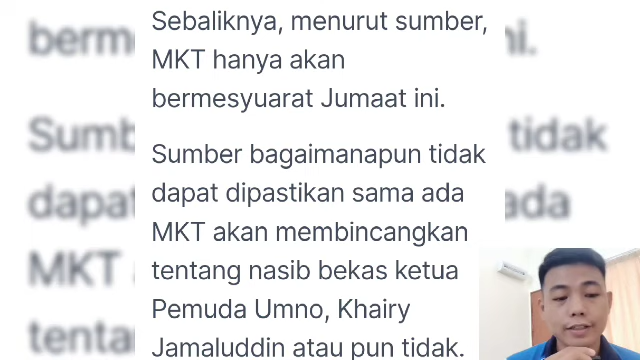 Sebaliknya, menurut sumber,
MKT hanya akan
bermesyuarat Jumaat ini.
Sumber bagaimanapun tidak
dapat dipastikan sama ada
MKT akan membincangkan
tentang nasib bekas ketua
Pemuda Umno, Khairy
Jamaluddin atau pun tidak.